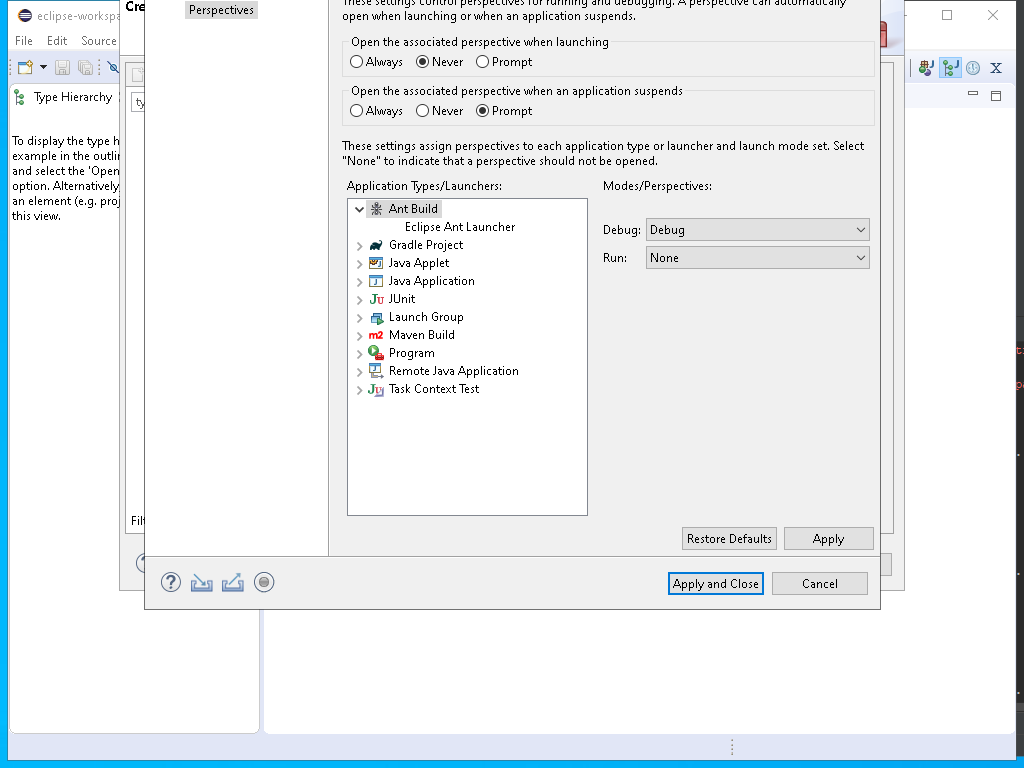 eclipse-workspa
File Edit Source
Type Hierarchy
To display the type h
example in the outlin
and select the 'Open
option. Alternatively
an element (e.g. proj
this view.
Cre
ty
Filt
Perspectives
These settings control perspectives for running and debugging. A perspective can automatically
open when launching or when an application suspends.
Open the associated perspective when launching
Always Never Prompt
Open the associated perspective when an application suspends
Always Never Prompt
These settings assign perspectives to each application type or launcher and launch mode set. Select
"None" to indicate that a perspective should not be opened.
Application Types/Launchers:
Ant Build
Eclipse Ant Launcher
Gradle Project
Java Applet
Java Application
JUnit
Launch Group
Maven Build
Program
Remote Java Application
Task Context Test
Modes/Perspectives:
Debug: Debug
Run: None
Restore Defaults Apply
Apply and Close Cancel